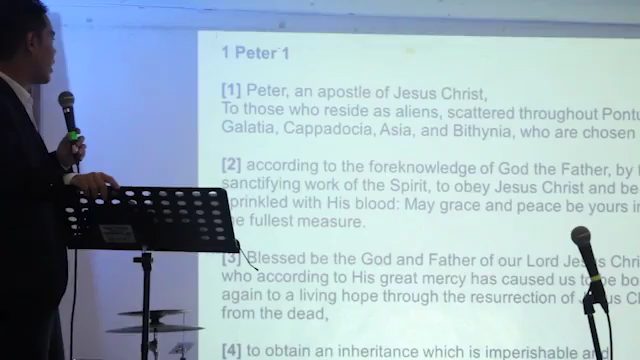 1 Peter 1
[1] Peter, an apostle of Jesus Christ,
To those who reside as aliens, scattered throughout
Galatia, Cappadocia, Asia, and Bithynia, who are chosen
[2] according to the foreknowledge of God the Father, by
sanctifying work of the Spirit, to obey Jesus Christ and be
sprinkled with His blood: May grace and peace be yours
the fullest measure.
[3] Blessed be the God and Father of our Lord Jesus
who according to His great mercy has caused us to be
again to a living hope through the resurrection of
from the dead,
[4] to obtain an inheritance which is imperishable and